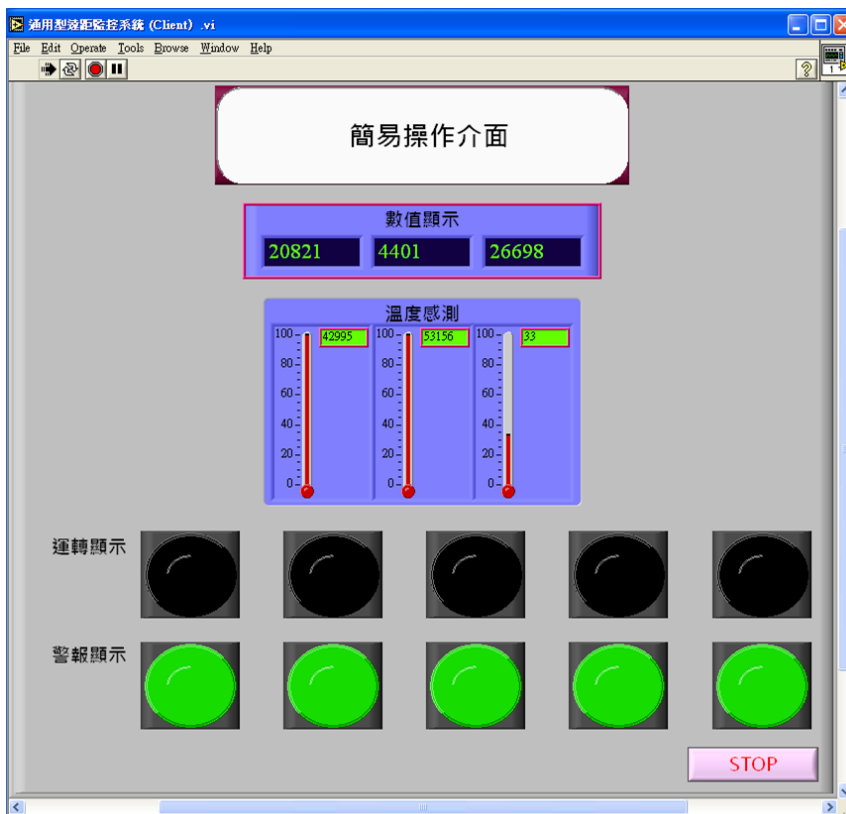 通用型遠距監控系統 (Client) .vi
File Edit Operate Tools Browse Window Help
1
簡易操作介面
數值顯示
20821 4401 26698
溫度感測
100 42995 100 53156 100 33
80 80 80
60 60 60
40 40 40
20 20 20
0 0 0
運轉顯示
警報顯示
STOP